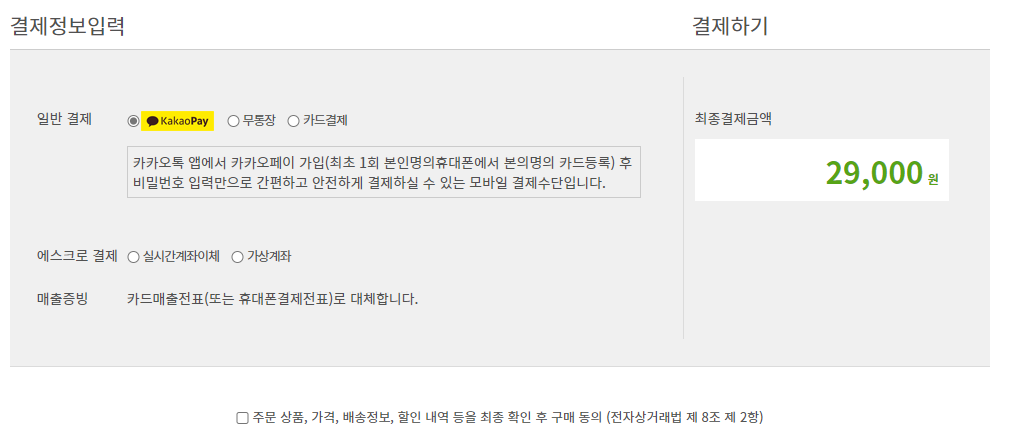 결제정보입력
결제하기
일반 결제 KakaoPay 무통장 카드결제
카카오톡 앱에서 카카오페이 가입(최초 1회 본인명의휴대폰에서 본의명의 카드등록) 후
비밀번호 입력만으로 간편하고 안전하게 결제하실 수 있는 모바일 결제수단입니다.
에스크로 결제 실시간계좌이체 가상계좌
매출증빙 카드매출전표(또는 휴대폰결제전표)로 대체합니다.
최종결제금액
29,000 원
주문 상품, 가격, 배송정보, 할인 내역 등을 최종 확인 후 구매 동의 (전자상거래법 제 8조 제 2항)